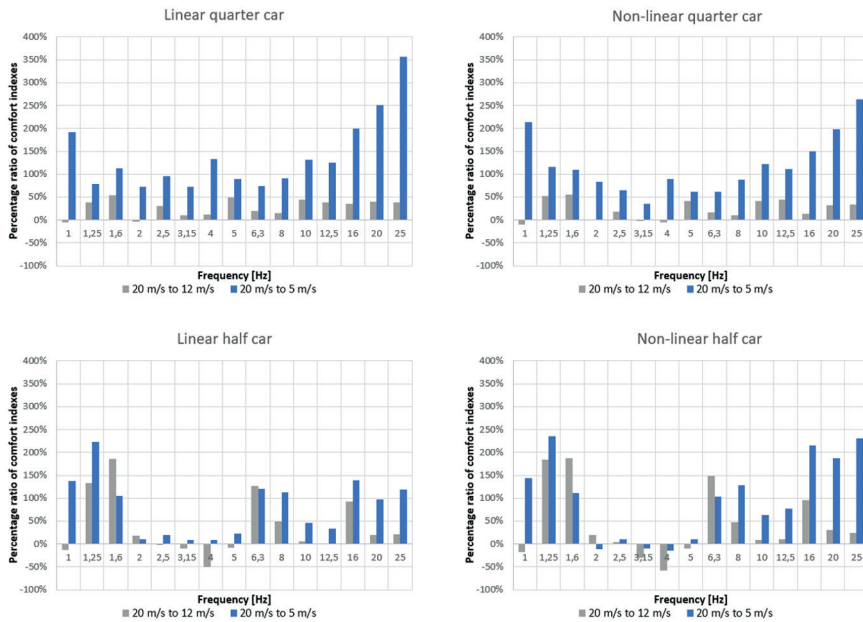 Linear quarter car
Percentage ratio of comfort indexes
400%
350%
300%
250%
200%
150%
100%
50%
0%
-50%
-100%
1 1,25 1,6 2 2,5 3,15 4 5 6,3 8 10 12,5 16 20 25
Frequency [Hz]
20 m/s to 12 m/s 20 m/s to 5 m/s
Non-linear quarter car
Percentage ratio of comfort indexes
400%
350%
300%
250%
200%
150%
100%
50%
0%
-50%
-100%
1 1,25 1,6 2 2,5 3,15 4 5 6,3 8 10 12,5 16 20 25
Frequency [Hz]
20 m/s to 12 m/s 20 m/s to 5 m/s
Linear half car
Percentage ratio of comfort indexes
400%
350%
300%
250%
200%
150%
100%
50%
0%
-50%
-100%
1 1,25 1,6 2 2,5 3,15 4 5 6,3 8 10 12,5 16 20 25
Frequency [Hz]
20 m/s to 12 m/s 20 m/s to 5 m/s
Non-linear half car
Percentage ratio of comfort indexes
400%
350%
300%
250%
200%
150%
100%
50%
0%
-50%
-100%
1 1,25 1,6 2 2,5 3,15 4 5 6,3 8 10 12,5 16 20 25
Frequency [Hz]
20 m/s to 12 m/s 20 m/s to 5 m/s